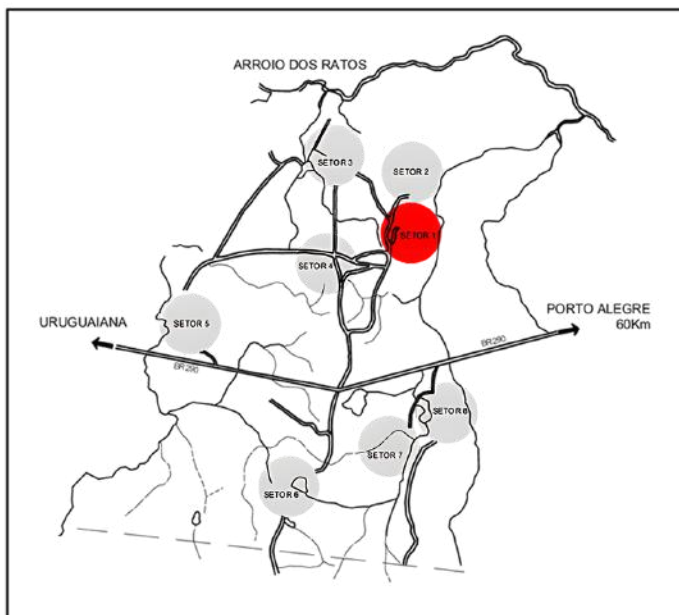 ARROIO DOS RATOS
SETOR 3
SETOR 2
SETOR 1
SETOR 4
PORTO ALEGRE
60Km
URUGUAIANA
SETOR 5
BR290
BR290
SETOR 8
SETOR 7
SETOR 6